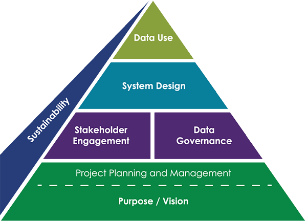 Data Use
System Design
Sustainability
Stakeholder
Engagement
Data
Governance
Project Planning and Management
Purpose / Vision